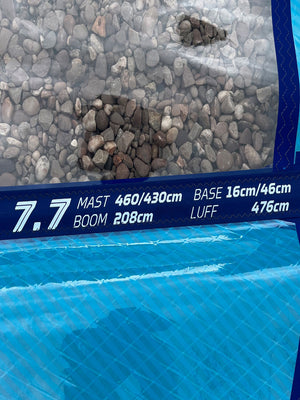 7.7 MAST 460/430cm BASE 16cm/46cm
BOOM 208cm LUFF 476cm